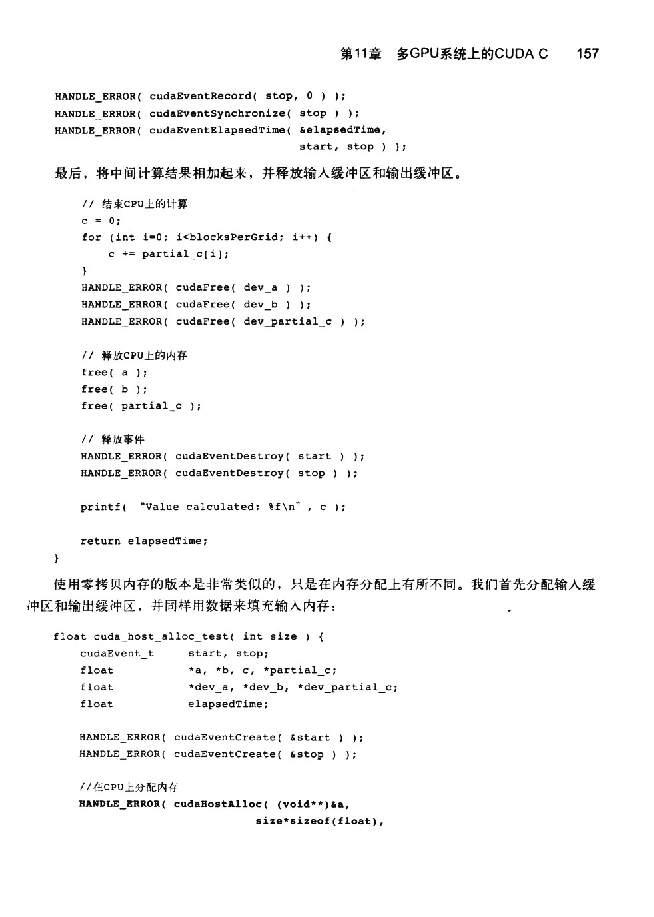 第11章 多GPU系统上的CUDA C 157
HANDLE_ERROR( cudaEventRecord( stop, 0 ) );
HANDLE_ERROR( cudaEventSynchronize( stop ) );
HANDLE_ERROR( cudaEventElapsedTime( &elapsedTime,
start, stop ) );
最后，将中间计算结果相加起来，并释放输入缓冲区和输出缓冲区。
// 结束CPU上的计算
c = 0;
for (int i=0; i<blocksPerGrid; i++) {
c += partial_c[i];
}
HANDLE_ERROR( cudaFree( dev_a ) );
HANDLE_ERROR( cudaFree( dev_b ) );
HANDLE_ERROR( cudaFree( dev_partial_c ) );
// 释放CPU上的内存
free( a );
free( b );
free( partial_c );
// 释放事件
HANDLE_ERROR( cudaEventDestroy( start ) );
HANDLE_ERROR( cudaEventDestroy( stop ) );
printf( "Value calculated: %f\n" , c );
return elapsedTime;
}
使用零拷贝内存的版本是非常类似的，只是在内存分配上有所不同。我们首先分配输入缓
冲区和输出缓冲区，并同样用数据来填充输入内存：
float cuda_host_alloc_test( int size ) {
cudaEvent_t start, stop;
float *a, *b, c, *partial_c;
float *dev_a, *dev_b, *dev_partial_c;
float elapsedTime;
HANDLE_ERROR( cudaEventCreate( &start ) );
HANDLE_ERROR( cudaEventCreate( &stop ) );
//在CPU上分配内存
HANDLE_ERROR( cudaHostAlloc( (void**)&a,
size*sizeof(float),